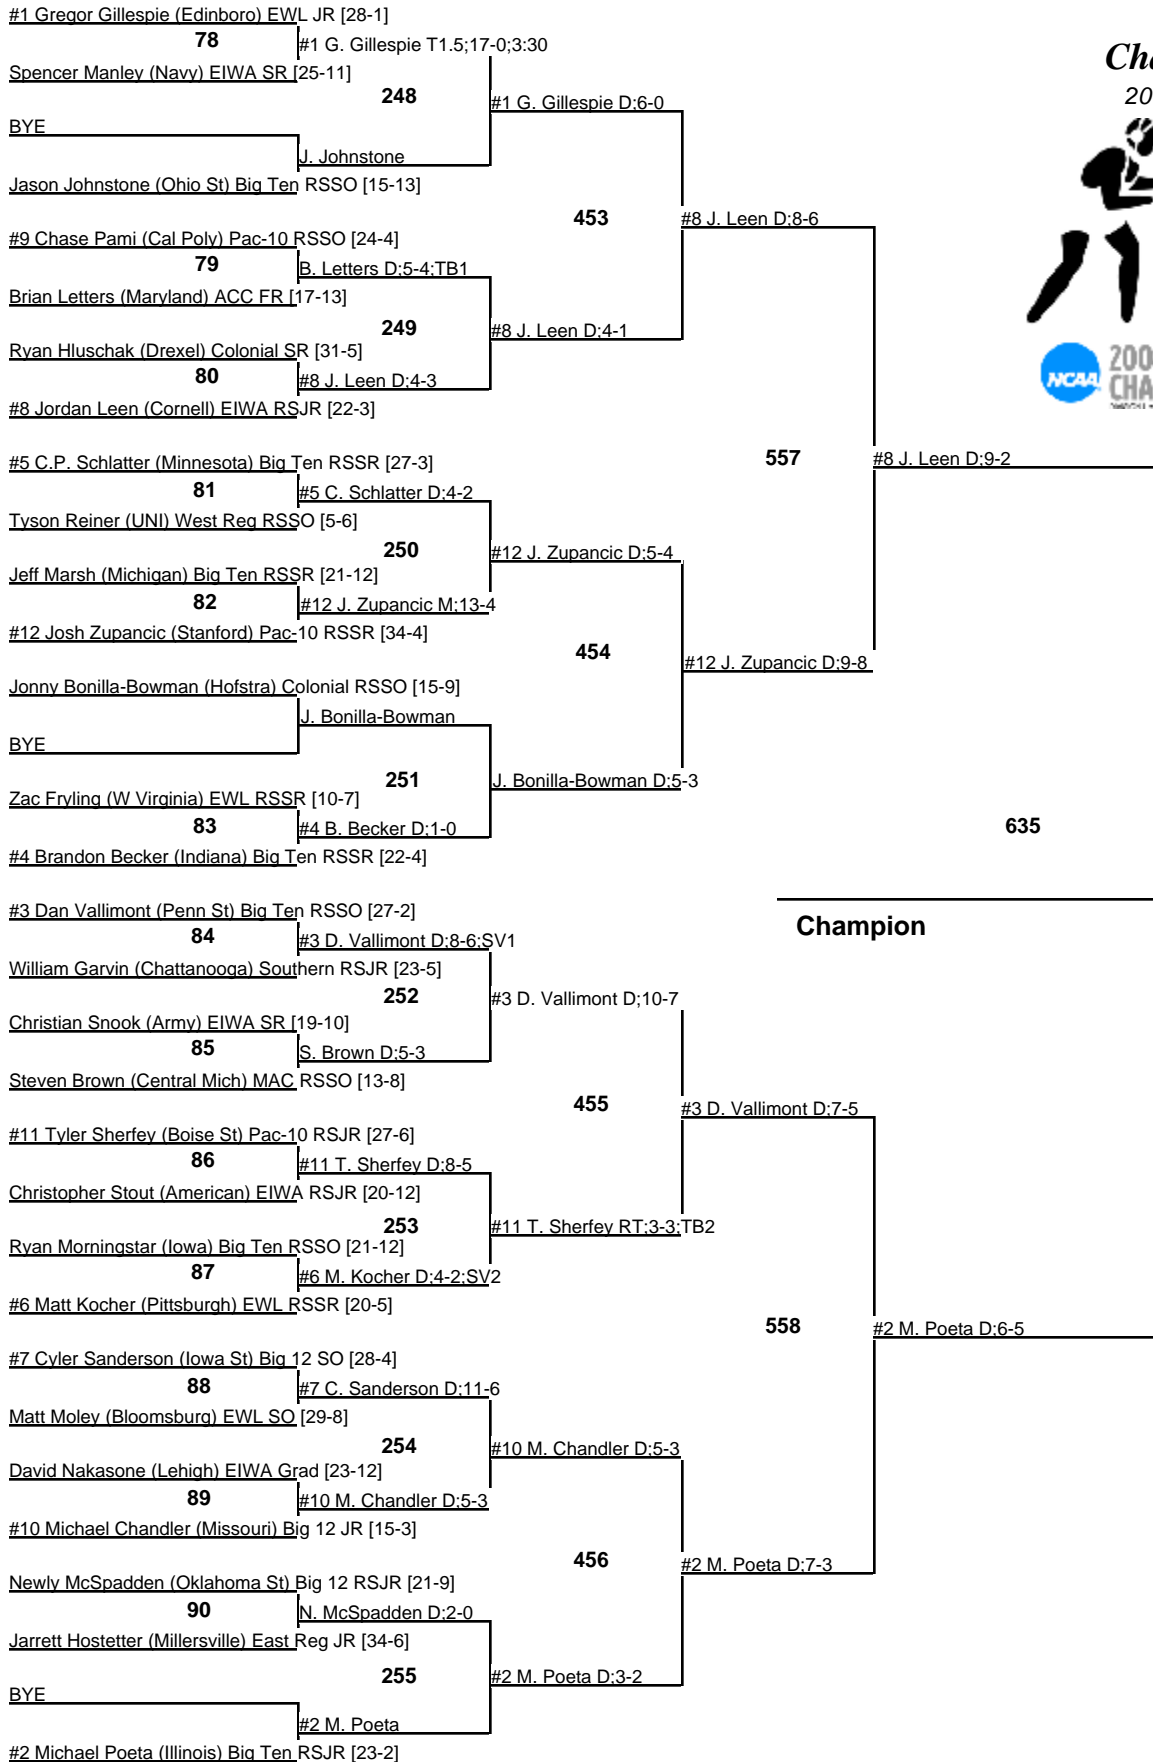 #1 Gregor Gillespie (Edinboro) EWL JR [28-1]
78
#1 G. Gillespie T1.5;17-0;3:30
Spencer Manley (Navy) EIWA SR [25-11]
248
#1 G. Gillespie D;6-0
BYE
J. Johnstone
Jason Johnstone (Ohio St) Big Ten RSSO [15-13]
453
#8 J. Leen D;8-6
#9 Chase Pami (Cal Poly) Pac-10 RSSO [24-4]
79
B. Letters D;5-4;TB1
Brian Letters (Maryland) ACC FR [17-13]
249
#8 J. Leen D;4-1
Ryan Hluschak (Drexel) Colonial SR [31-5]
80
#8 J. Leen D;4-3
#8 Jordan Leen (Cornell) EIWA RSJR [22-3]
NCAA
557
#8 J. Leen D;9-2
#5 C.P. Schlatter (Minnesota) Big Ten RSSR [27-3]
81
#5 C. Schlatter D;4-2
Tyson Reiner (UNI) West Reg RSSO [5-6]
250
#12 J. Zupancic D;5-4
Jeff Marsh (Michigan) Big Ten RSSR [21-12]
82
#12 J. Zupancic M;13-4
#12 Josh Zupancic (Stanford) Pac-10 RSSR [34-4]
454
#12 J. Zupancic D;9-8
Jonny Bonilla-Bowman (Hofstra) Colonial RSSO [15-9]
J. Bonilla-Bowman
BYE
251
J. Bonilla-Bowman D;5-3
Zac Fryling (W Virginia) EWL RSSR [10-7]
83
#4 B. Becker D;1-0
#4 Brandon Becker (Indiana) Big Ten RSSR [22-4]
635
Champion
#3 Dan Vallimont (Penn St) Big Ten RSSO [27-2]
84
#3 D. Vallimont D;8-6;SV1
William Garvin (Chattanooga) Southern RSJR [23-5]
252
#3 D. Vallimont D;10-7
Christian Snook (Army) EIWA SR [19-10]
85
S. Brown D;5-3
Steven Brown (Central Mich) MAC RSSO [13-8]
455
#3 D. Vallimont D;7-5
#11 Tyler Sherfey (Boise St) Pac-10 RSJR [27-6]
86
#11 T. Sherfey D;8-5
Christopher Stout (American) EIWA RSJR [20-12]
253
#11 T. Sherfey RT;3-3;TB2
Ryan Morningstar (Iowa) Big Ten RSSO [21-12]
87
#6 M. Kocher D;4-2;SV2
#6 Matt Kocher (Pittsburgh) EWL RSSR [20-5]
558
#2 M. Poeta D;6-5
#7 Cyler Sanderson (Iowa St) Big 12 SO [28-4]
88
#7 C. Sanderson D;11-6
Matt Moley (Bloomsburg) EWL SO [29-8]
254
#10 M. Chandler D;5-3
David Nakasone (Lehigh) EIWA Grad [23-12]
89
#10 M. Chandler D;5-3
#10 Michael Chandler (Missouri) Big 12 JR [15-3]
456
#2 M. Poeta D;7-3
Newly McSpadden (Oklahoma St) Big 12 RSJR [21-9]
90
N. McSpadden D;2-0
Jarrett Hostetter (Millersville) East Reg JR [34-6]
255
#2 M. Poeta D;3-2
BYE
#2 M. Poeta
#2 Michael Poeta (Illinois) Big Ten RSJR [23-2]